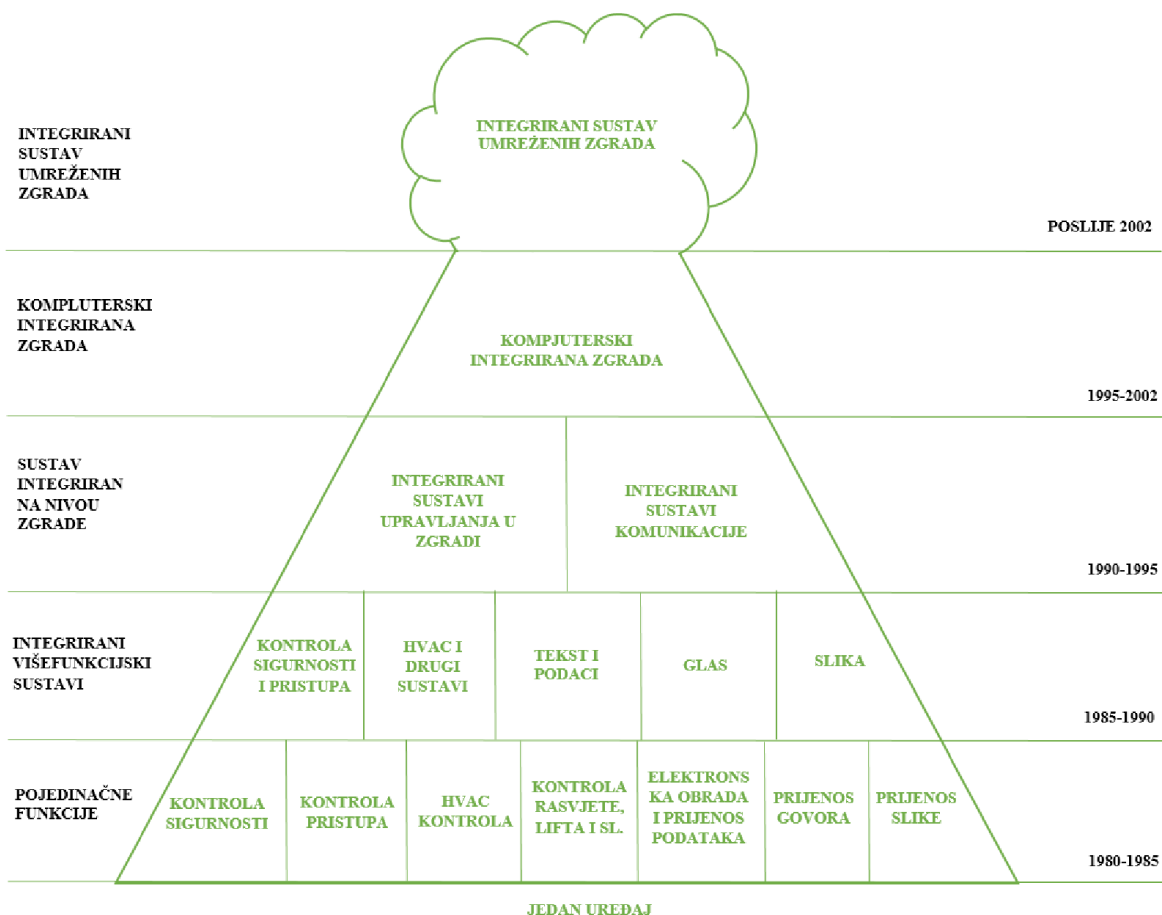 INTEGRIRANI
SUSTAV
UMREŽENIH
ZGRADA
INTEGRIRANI SUSTAV
UMREŽENIH ZGRADA
POSLIJE 2002
KOMPLUTERSKI
INTEGRIRANA
ZGRADA
KOMPJUTERSKI
INTEGRIRANA ZGRADA
1995-2002
SUSTAV
INTEGRIRAN
NA NIVOU
ZGRADE
INTEGRIRANI
SUSTAVI
UPRAVLJANJA U
ZGRADI
INTEGRIRANI
SUSTAVI
KOMUNIKACIJE
1990-1995
INTEGRIRANI
VIŠEFUNKCIJSKI
SUSTAVI
KONTROLA
SIGURNOSTI
I PRISTUPA
HVAC I
DRUGI
SUSTAVI
TEKST I
PODACI
GLAS
SLIKA
1985-1990
POJEDINAČNE
FUNKCIJE
KONTROLA
SIGURNOSTI
KONTROLA
PRISTUPA
HVAC
KONTROLA
KONTROLA
RASVJETE,
LIFTA I SL.
ELEKTRONS
KA OBRADA
I PRIJENOS
PODATAKA
PRIJENOS
GOVORA
PRIJENOS
SLIKE
1980-1985
JEDAN UREĐAJ